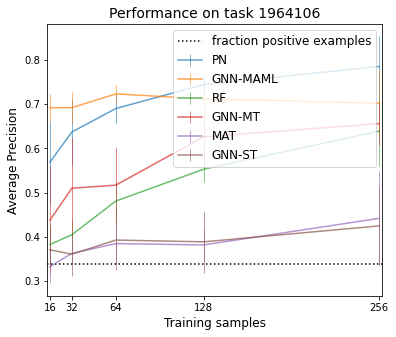 Performance on task 1964106
Average Precision
0.8
0.7
0.6
0.5
0.4
0.3
fraction positive examples
PN
GNN-MAML
RF
GNN-MT
MAT
GNN-ST
16 32 64 128 256
Training samples